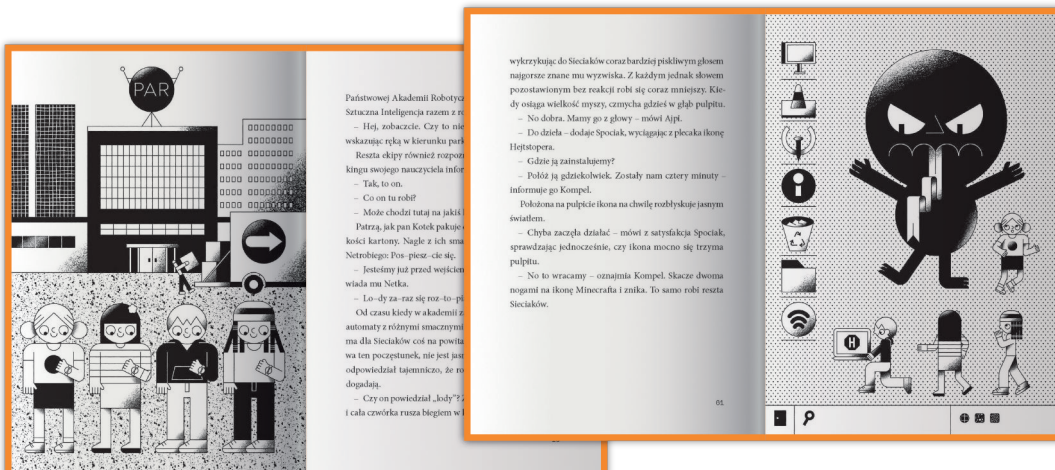 PAR
Państwowej Akademii Robotycz
Sztuczna Inteligencja razem z
– Hej, zobaczcie. Czy to nie
wskazując ręką w kierunku park
Reszta ekipy również rozpoz
kingu swojego nauczyciela infor
– Tak, to on.
– Co on tu robi?
– Może chodzi tutaj na jakiś
Patrzą, jak pan Kotek pakuje
kości kartony. Nagle z ich sma
Netrobiego: Pos–piesz–cie się.
– Jesteśmy już przed wejściem
wiada mu Netka.
– Lo–dy za–raz się roz–to–pi
Od czasu kiedy w akademii za
automaty z różnymi smacznymi
ma dla Sieciaków coś na powita
wa ten poczęstunek, nie jest jas
odpowiedział tajemniczo, że ro
dogadają.
– Czy on powiedział „lody”?
i cała czwórka rusza biegiem w
wykrzykując do Sieciaków coraz bardziej piskliwym głosem
najgorsze znane mu wyzwiska. Z każdym jednak słowem
pozostawionym bez reakcji robi się coraz mniejszy. Kie-
dy osiąga wielkość myszy, czmycha gdzieś w głąb pulpitu.
– No dobra. Mamy go z głowy – mówi Ajpi.
– Do dzieła – dodaje Spociak, wyciągając z plecaka ikonę
Hejtstopera.
– Gdzie ją zainstalujemy?
– Połóż ją gdziekolwiek. Zostały nam cztery minuty –
informuje go Kompel.
Położona na pulpicie ikona na chwilę rozbłyskuje jasnym
światłem.
– Chyba zaczęła działać – mówi z satysfakcja Spociak,
sprawdzając jednocześnie, czy ikona mocno się trzyma
pulpitu.
– No to wracamy – oznajmia Kompel. Skacze dwoma
nogami na ikonę Minecrafta i znika. To samo robi reszta
Sieciaków.
H